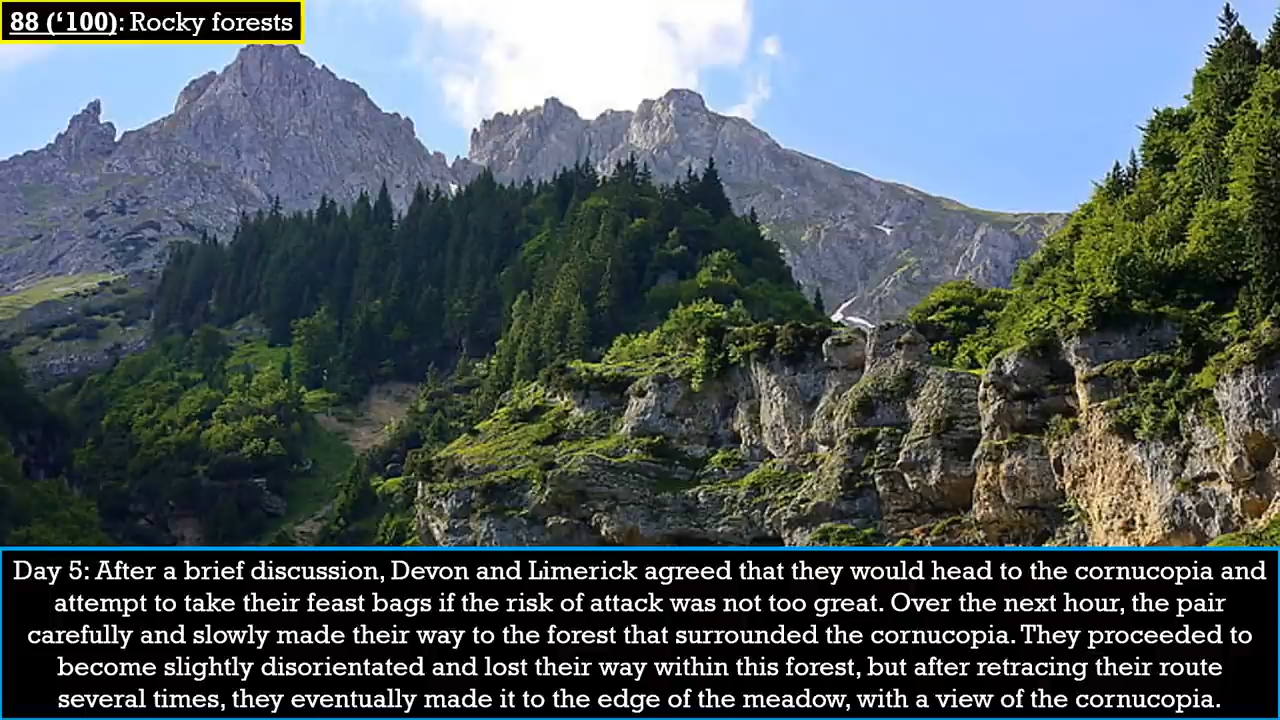 88 (‘100): Rocky forests
Day 5: After a brief discussion, Devon and Limerick agreed that they would head to the cornucopia and
attempt to take their feast bags if the risk of attack was not too great. Over the next hour, the pair
carefully and slowly made their way to the forest that surrounded the cornucopia. They proceeded to
become slightly disorientated and lost their way within this forest, but after retracing their route
several times, they eventually made it to the edge of the meadow, with a view of the cornucopia.